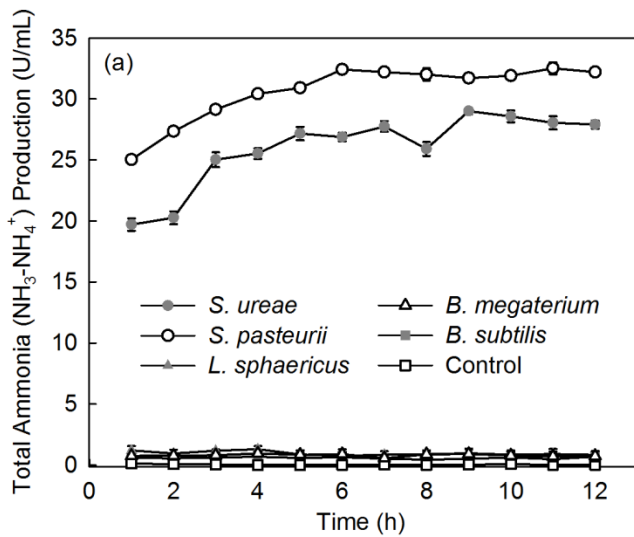 (a)
Total Ammonia (NH₃-NH₄⁺) Production (U/mL)
35
30
25
20
15
10
5
0
S. ureae
B. megaterium
S. pasteurii
B. subtilis
L. sphaericus
Control
0 2 4 6 8 10 12
Time (h)